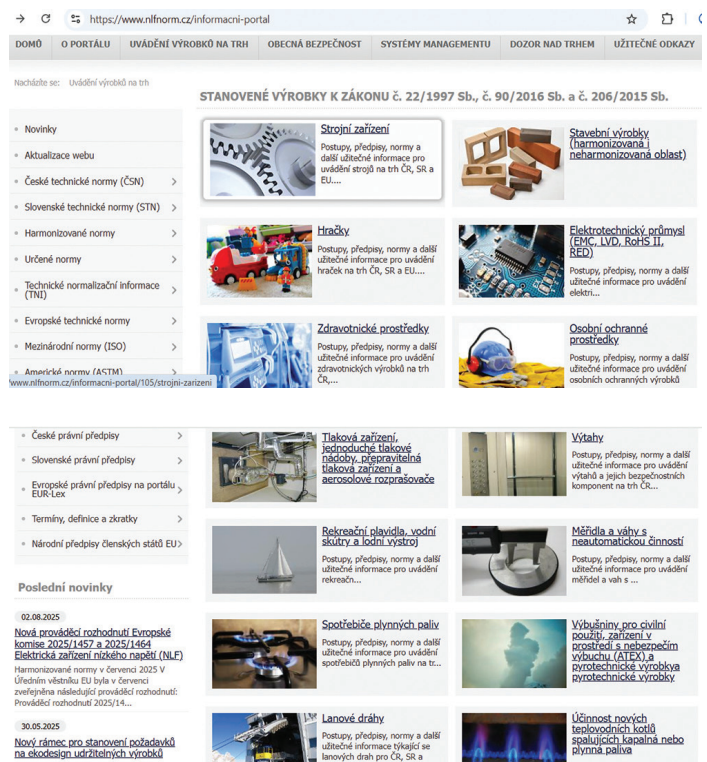 https://www.nlfnorm.cz/informacni-portal
DOMŮ O PORTÁLU UVÁDĚNÍ VÝROBKŮ NA TRH OBECNÁ BEZPEČNOST SYSTÉMY MANAGEMENTU DOZOR NAD TRHEM UŽITEČNÉ ODKAZY
Nacházíte se: Uvádění výrobků na trh
STANOVENÉ VÝROBKY K ZÁKONU č. 22/1997 Sb., č. 90/2016 Sb. a č. 206/2015 Sb.
Novinky
Aktualizace webu
České technické normy (ČSN)
Slovenské technické normy (STN)
Harmonizované normy
Určené normy
Technické normalizační informace
(TNI)
Evropské technické normy
Mezinárodní normy (ISO)
Americké normy (ASTM)
www.nlfnorm.cz/informacni-portal/105/strojni-zarizeni
Strojní zařízení
Postupy, předpisy, normy a
další užitečné informace pro
uvádění strojů na trh ČR, SR a
EU....
Stavební výrobky
(harmonizovaná i
neharmonizovaná oblast)
Hračky
Postupy, předpisy, normy a další
užitečné informace pro uvádění
hraček na trh ČR, SR a EU....
Elektrotechnický průmysl
(EMC, LVD, RoHS II,
RED)
Postupy, předpisy, normy a další
užitečné informace pro uvádění
elektri...
Zdravotnické prostředky
Postupy, předpisy, normy a další
užitečné informace pro uvádění
zdravotnických výrobků na trh
ČR,...
Osobní ochranné
prostředky
Postupy, předpisy, normy a další
užitečné informace pro uvádění
osobních ochranných výrobků
České právní předpisy
Slovenské právní předpisy
Evropské právní předpisy na portálu
EUR-Lex
Termíny, definice a zkratky
Národní předpisy členských států EU
Poslední novinky
02.08.2025
Nová prováděcí rozhodnutí Evropské
komise 2025/1457 a 2025/1464
Elektrická zařízení nízkého napětí (NLF)
Harmonizované normy v červenci 2025 V
Úředním věstníku EU byla v červenci
zveřejněna následující prováděcí rozhodnutí:
Prováděcí rozhodnutí 2025/14...
30.05.2025
Nový rámec pro stanovení požadavků
na ekodesign udržitelných výrobků
Tlaková zařízení,
jednoduché tlakové
nádoby, přepravitelná
tlaková zařízení a
aerosolové rozprašovače
Výtahy
Postupy, předpisy, normy a další
užitečné informace pro uvádění
výtahů a jejich bezpečnostních
komponent na trh ČR...
Rekreační plavidla, vodní
skútry a lodní výstroj
Postupy, předpisy, normy a další
užitečné informace pro uvádění
rekreačn...
Měřidla a váhy s
neautomatickou činností
Postupy, předpisy, normy a další
užitečné informace pro uvádění
měřidel a vah s ...
Spotřebiče plynných paliv
Postupy, předpisy, normy a další
užitečné informace pro uvádění
spotřebičů plynných paliv na tr...
Výbušniny pro civilní
použití, zařízení v
prostředí s nebezpečím
výbuchu (ATEX) a
pyrotechnické výrobkya
pyrotechnické výrobky
Lanové dráhy
Postupy, předpisy, normy a další
užitečné informace týkající se
lanových drah pro ČR, SR a
Účinnost nových
teplovodních kotlů
spalujících kapalná nebo
plynná paliva